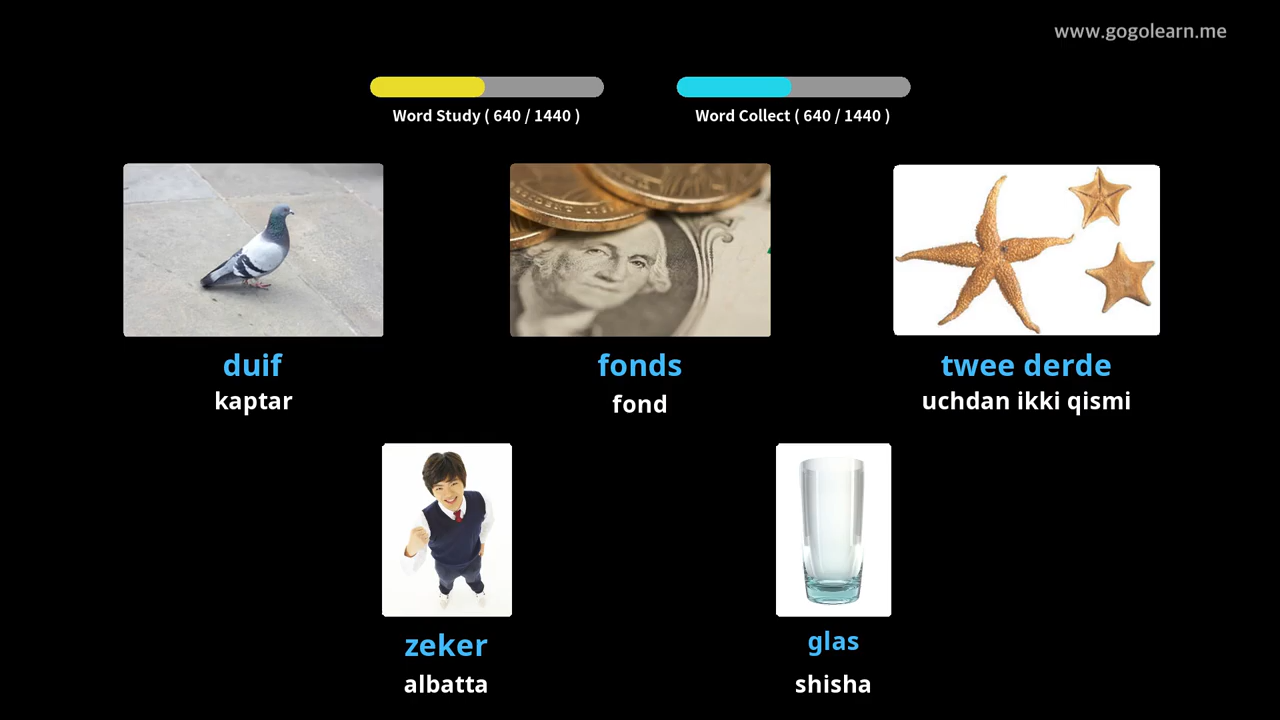 www.gogolearn.me
Word Study ( 640 / 1440 )
Word Collect ( 640 / 1440 )
duif
kaptar
fonds
fond
twee derde
uchdan ikki qismi
zeker
albatta
glas
shisha